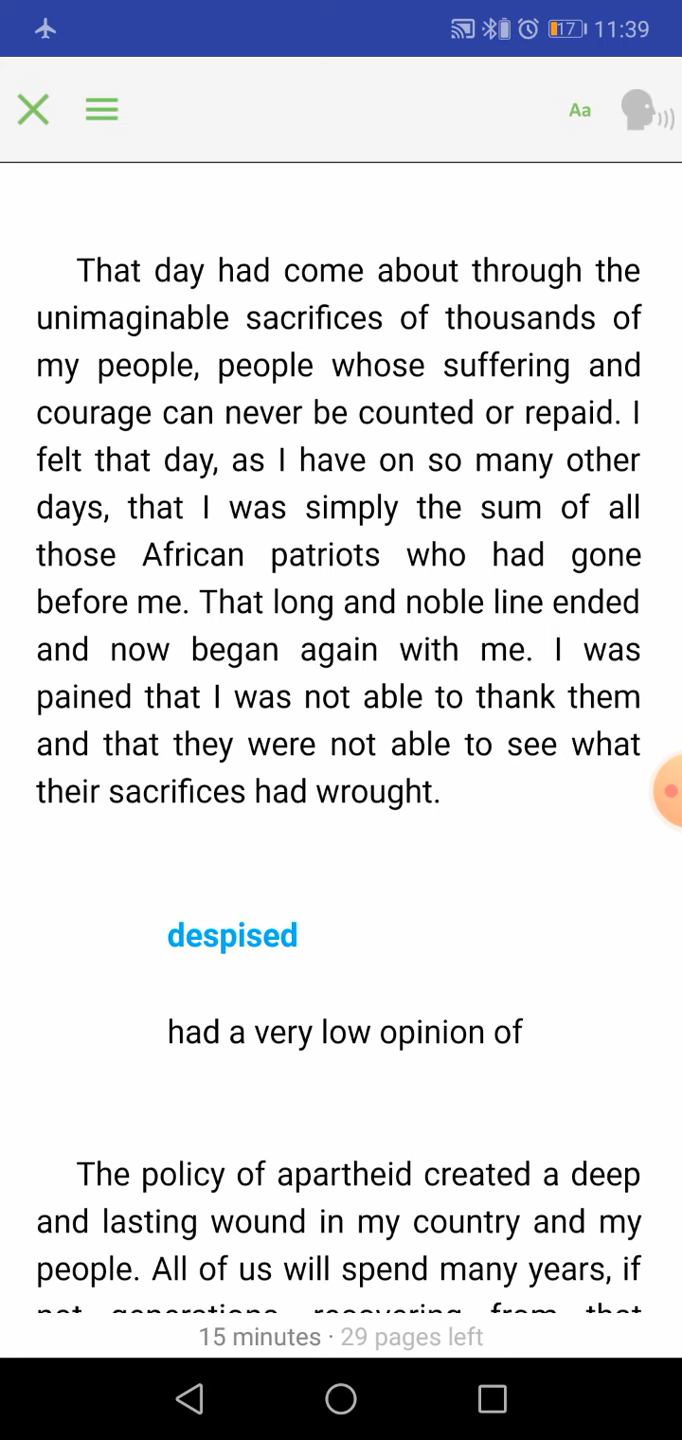 17 11:39
Aa
That day had come about through the
unimaginable sacrifices of thousands of
my people, people whose suffering and
courage can never be counted or repaid. I
felt that day, as I have on so many other
days, that I was simply the sum of all
those African patriots who had gone
before me. That long and noble line ended
and now began again with me. I was
pained that I was not able to thank them
and that they were not able to see what
their sacrifices had wrought.
despised
had a very low opinion of
The policy of apartheid created a deep
and lasting wound in my country and my
people. All of us will spend many years, if
not generations, recovering from that
15 minutes · 29 pages left